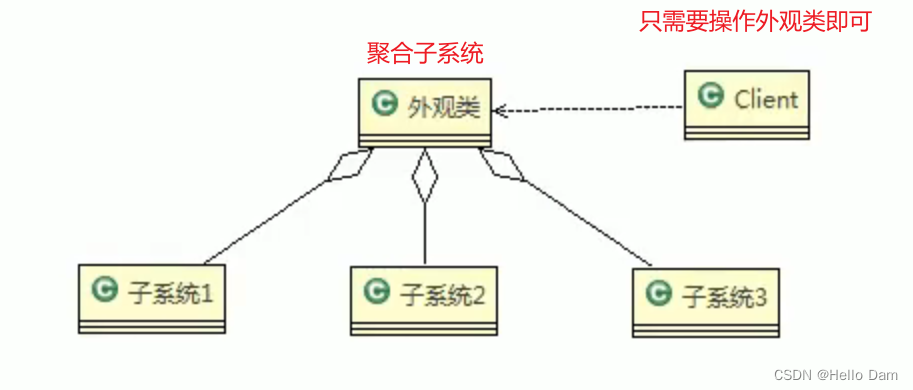 只需要操作外观类即可
聚合子系统
C 外观类
C Client
C 子系统1
C 子系统2
C 子系统3
CSDN @Hello Dam